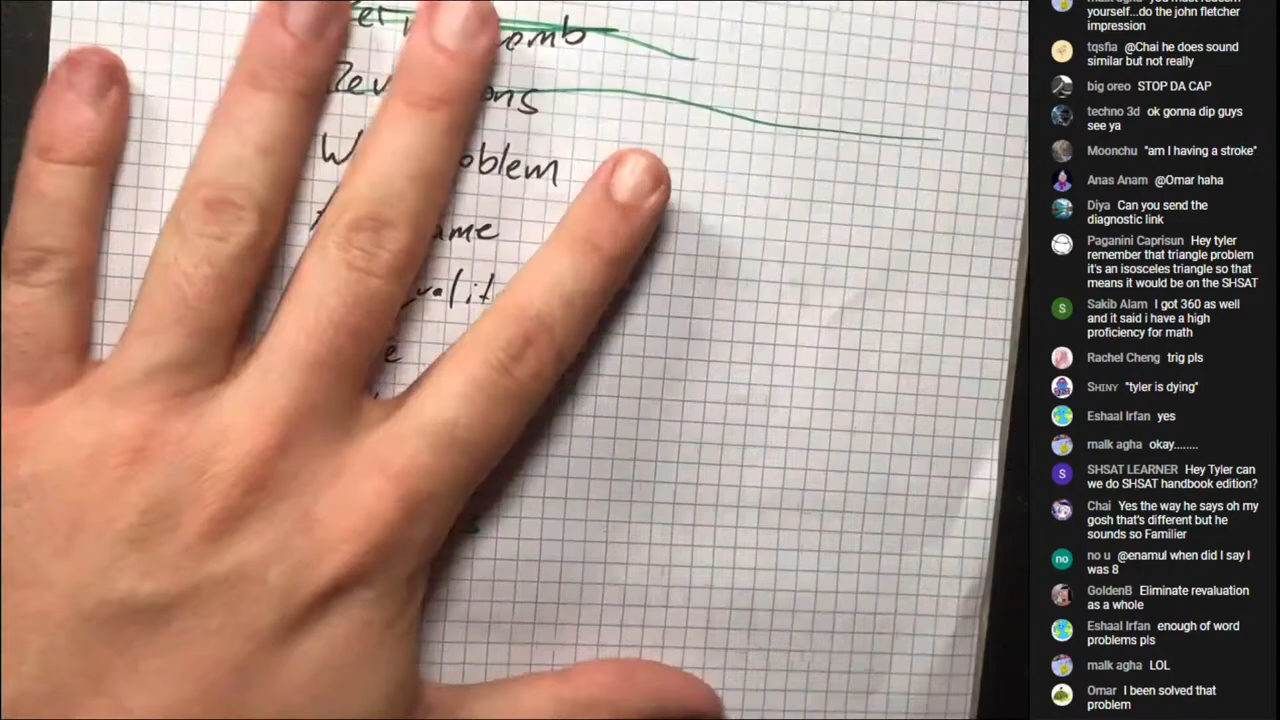 emb
Rev ons
W oblem
ame
malk agha you must redeem
yourself...do the john fletcher
impression
tqsfia @Chai he does sound
similar but not really
big oreo STOP DA CAP
techno 3d ok gonna dip guys
see ya
Moonchu "am I having a stroke"
Anas Anam @Omar haha
Diya Can you send the
diagnostic link
Paganini Caprisun Hey tyler
remember that triangle problem
it's an isosceles triangle so that
means it would be on the SHSAT
S Sakib Alam I got 360 as well
and it said i have a high
proficiency for math
Rachel Cheng trig pls
SHINY "tyler is dying"
Eshaal Irfan yes
malk agha okay........
S SHSAT LEARNER Hey Tyler can
we do SHSAT handbook edition?
Chai Yes the way he says oh my
gosh that's different but he
sounds so Familier
no no u @enamul when did I say I
was 8
GoldenB Eliminate revaluation
as a whole
Eshaal Irfan enough of word
problems pls
malk agha LOL
Omar I been solved that
problem